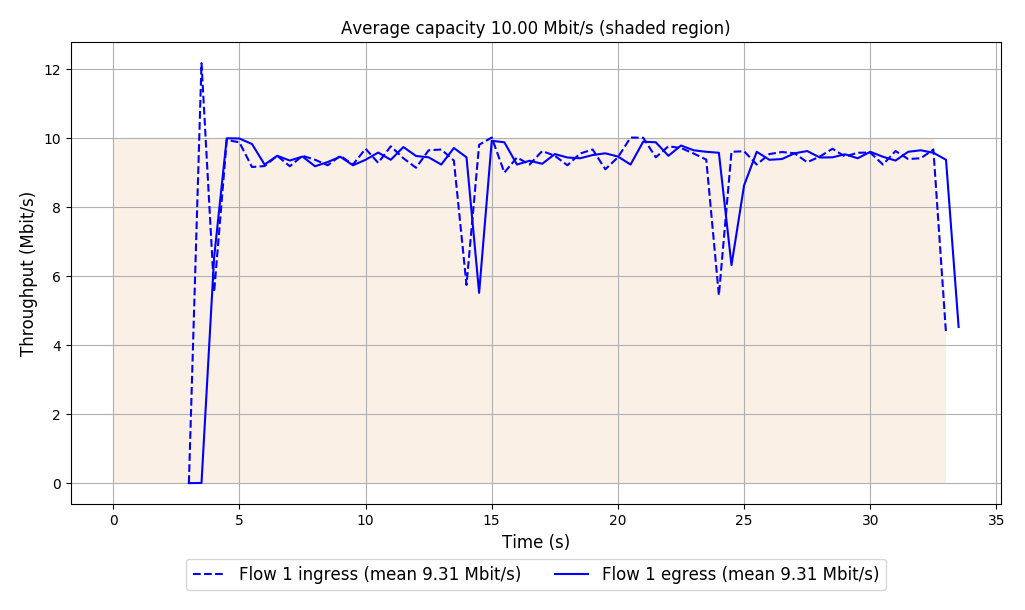 Average capacity 10.00 Mbit/s (shaded region)
Throughput (Mbit/s)
12
10
8
6
4
2
0
0 5 10 15 20 25 30 35
Time (s)
Flow 1 ingress (mean 9.31 Mbit/s) Flow 1 egress (mean 9.31 Mbit/s)